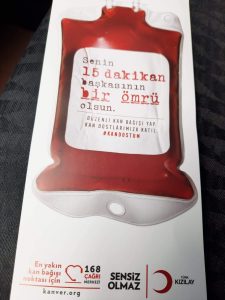 Senin
15 dakikan
başkasının
bir ömrü
olsun.
DÜZENLİ KAN BAĞIŞI YAP,
KAN DOSTLARIMIZA KATIL.
#KANDOSTUM
En yakın
kan bağışı
noktası için
kanver.org
168
ÇAĞRI
MERKEZİ
SENSİZ
OLMAZ
TÜRK
KIZILAY